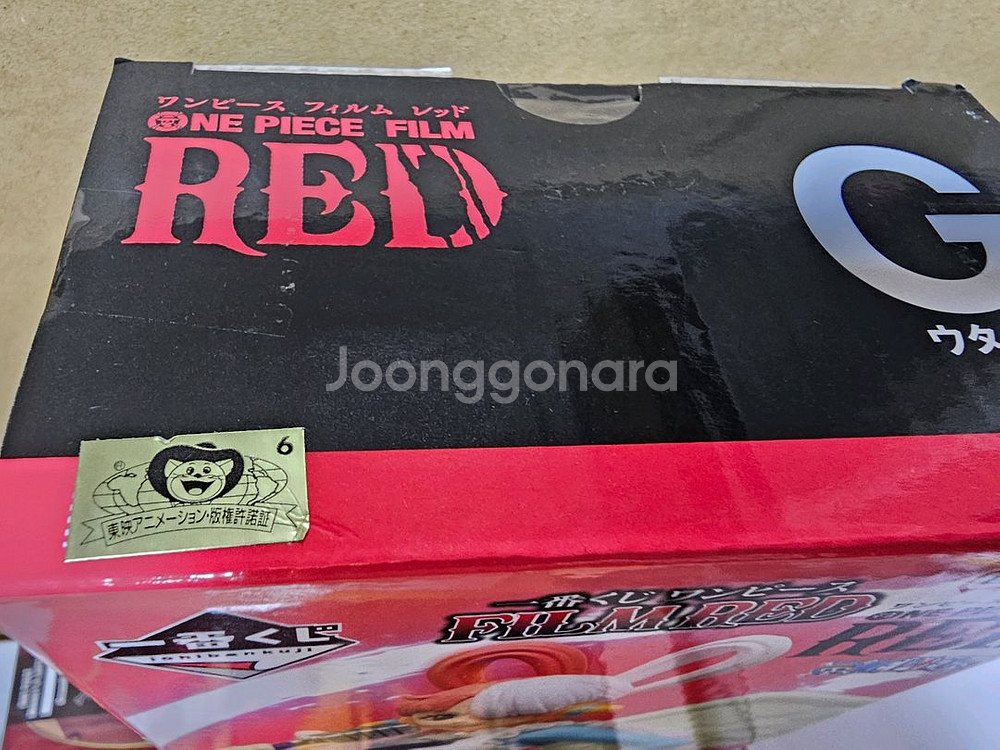 ワンピース フィルム レッド
ONE PIECE FILM
RED
G
ウタ
Joonggonara
6
東映アニメーション・版権許諾証
一番くじ
ichibankuji
一番くじ ワンピース
FILM RED